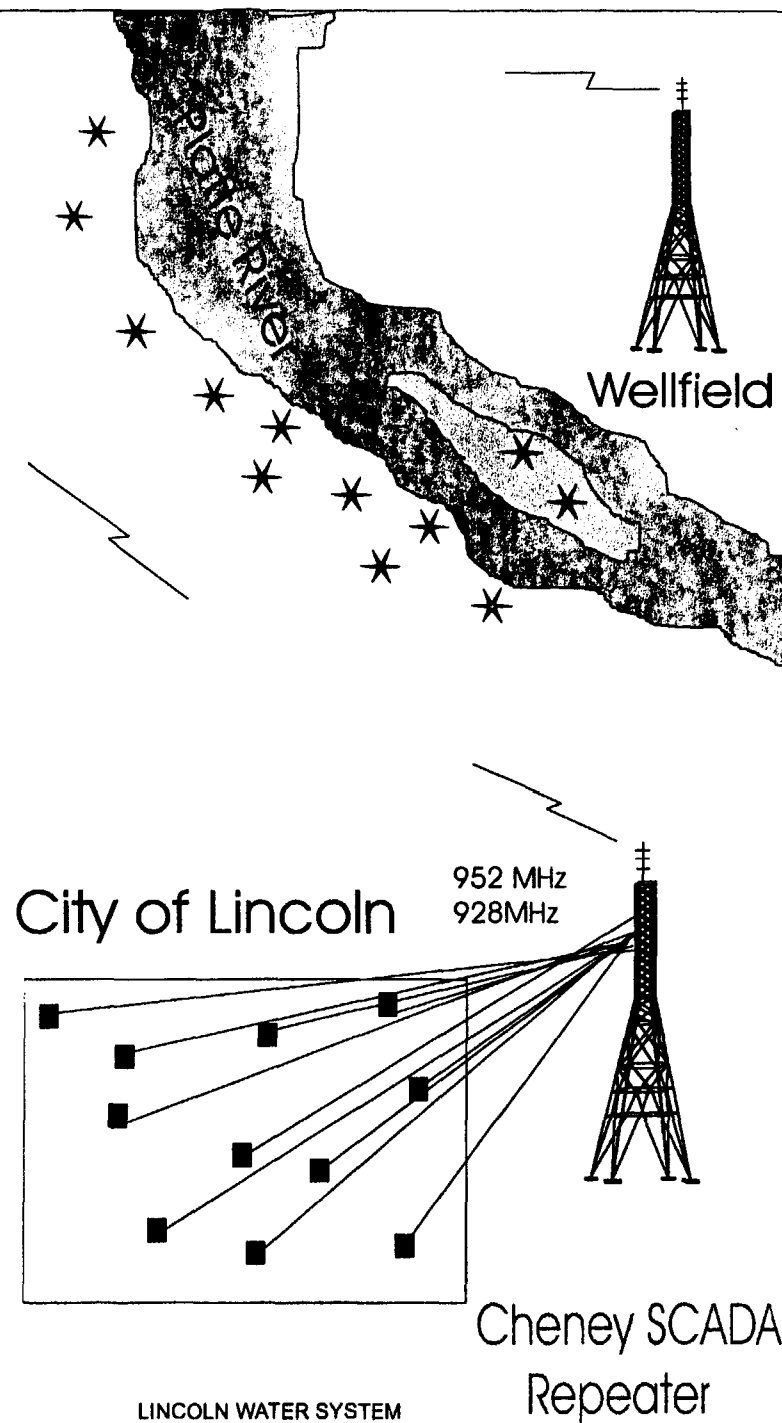 Platte River
Wellfield
City of Lincoln
952 MHz
928MHz
Cheney SCADA
Repeater
LINCOLN WATER SYSTEM